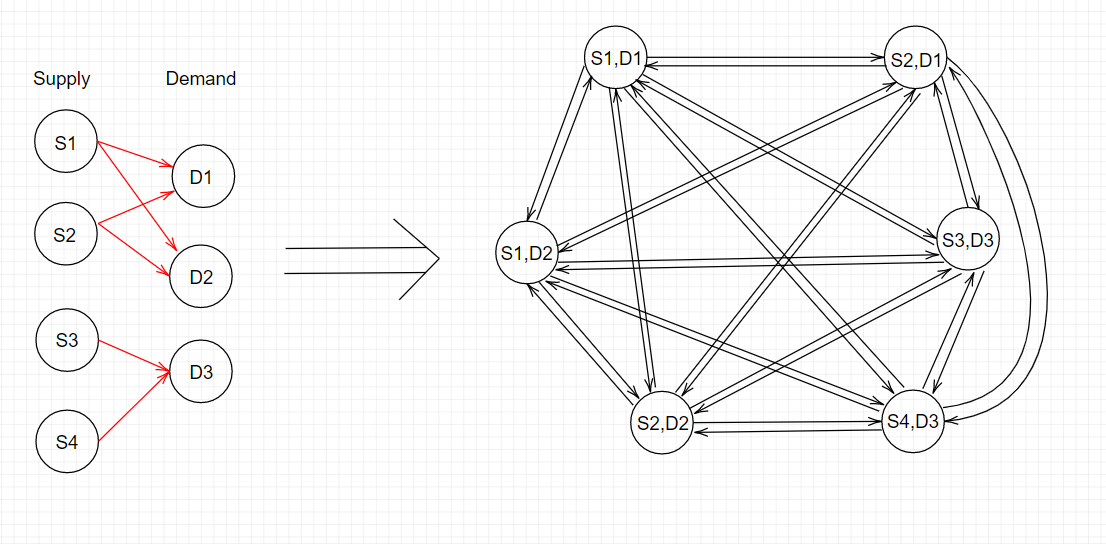 Supply
Demand
S1
D1
S2
D2
S3
D3
S4
S1,D1
S2,D1
S1,D2
S3,D3
S2,D2
S4,D3